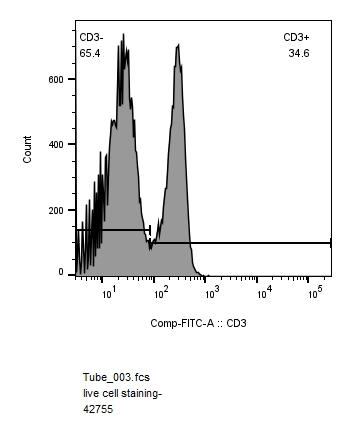 CD3-
65.4
CD3+
34.6
600
400
200
0
Count
10^1
10^2
10^3
10^4
10^5
Comp-FITC-A :: CD3
Tube_003.fcs
live cell staining-
42755